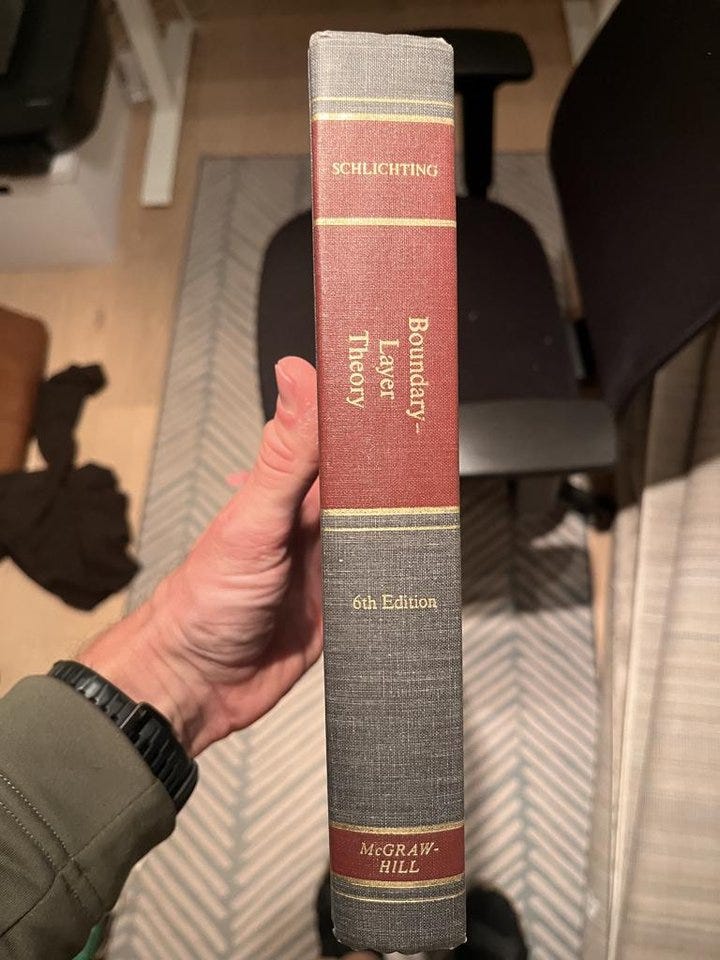 SCHLICHTING
Boundary-
Layer
Theory
6th Edition
McGRAW-
HILL